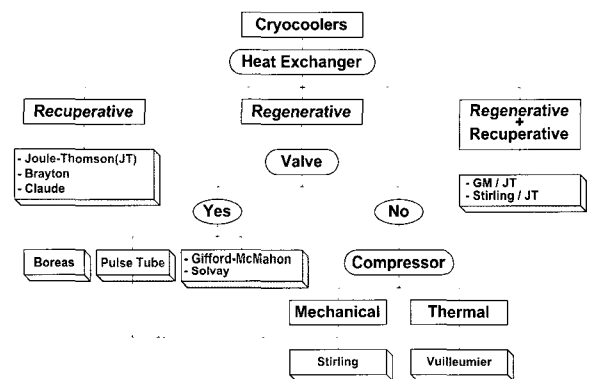 Cryocoolers
Heat Exchanger
Recuperative
Regenerative
Regenerative
+
Recuperative
- Joule-Thomson(JT)
- Brayton
- Claude
Valve
- GM / JT
- Stirling / JT
Yes
No
Boreas
Pulse Tube
- Gifford-McMahon
- Solvay
Compressor
Mechanical
Thermal
Stirling
Vuilleumier